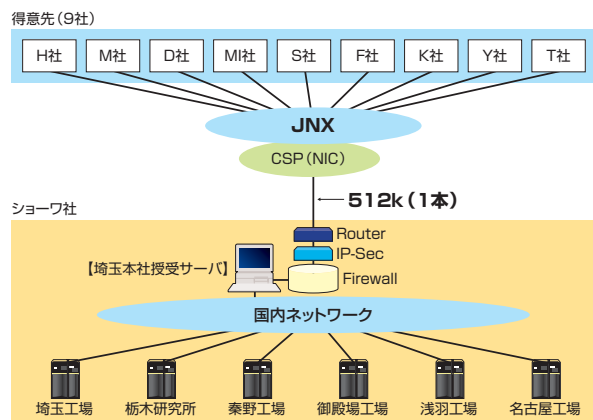 得意先（9社）
H社 M社 D社 MI社 S社 F社 K社 Y社 T社
JNX
CSP（NIC）
512k（1本）
ショーワ社
Router
IP-Sec
【埼玉本社授受サーバ】
Firewall
国内ネットワーク
埼玉工場 栃木研究所 秦野工場 御殿場工場 浅羽工場 名古屋工場